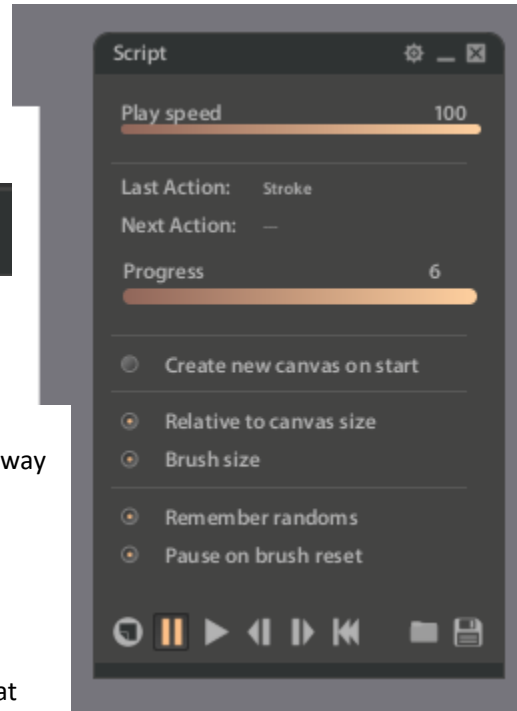 Script
Play speed 100
Last Action: Stroke
Next Action: —
Progress 6
Create new canvas on start
Relative to canvas size
way
Brush size
Remember randoms
Pause on brush reset
at